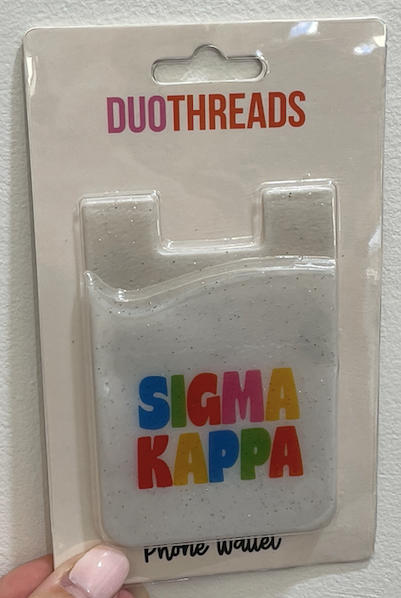 DUOTHREADS
SIGMA
KAPPA
Phone Wallet